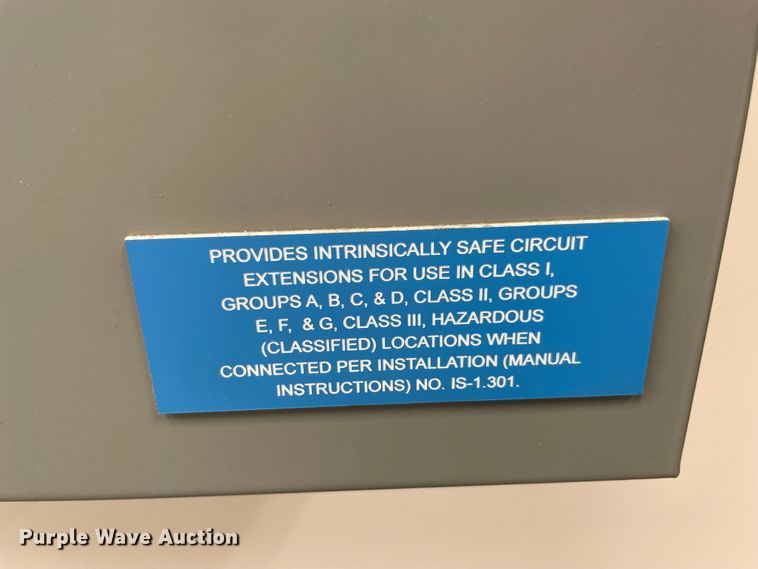 PROVIDES INTRINSICALLY SAFE CIRCUIT
EXTENSIONS FOR USE IN CLASS I,
GROUPS A, B, C, & D, CLASS II, GROUPS
E, F, & G, CLASS III, HAZARDOUS
(CLASSIFIED) LOCATIONS WHEN
CONNECTED PER INSTALLATION (MANUAL
INSTRUCTIONS) NO. IS-1.301.
Purple Wave Auction